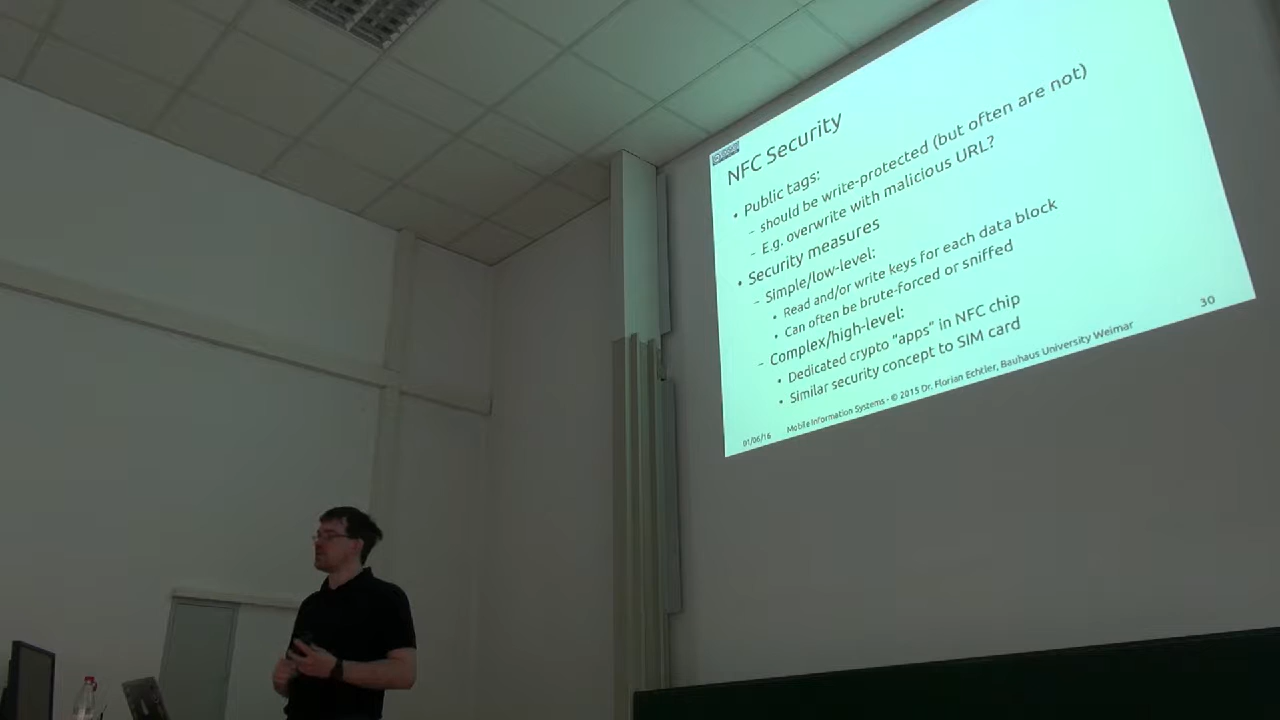 NFC Security
• Public tags:
– should be write-protected (but often are not)
– E.g. overwrite with malicious URL?
• Security measures
– Simple/low-level:
• Read and/or write keys for each data block
• Can often be brute-forced or sniffed
– Complex/high-level:
• Dedicated crypto "apps" in NFC chip
• Similar security concept to SIM card
01/06/16 Mobile Information Systems - © 2015 Dr. Florian Echtler, Bauhaus University Weimar 30